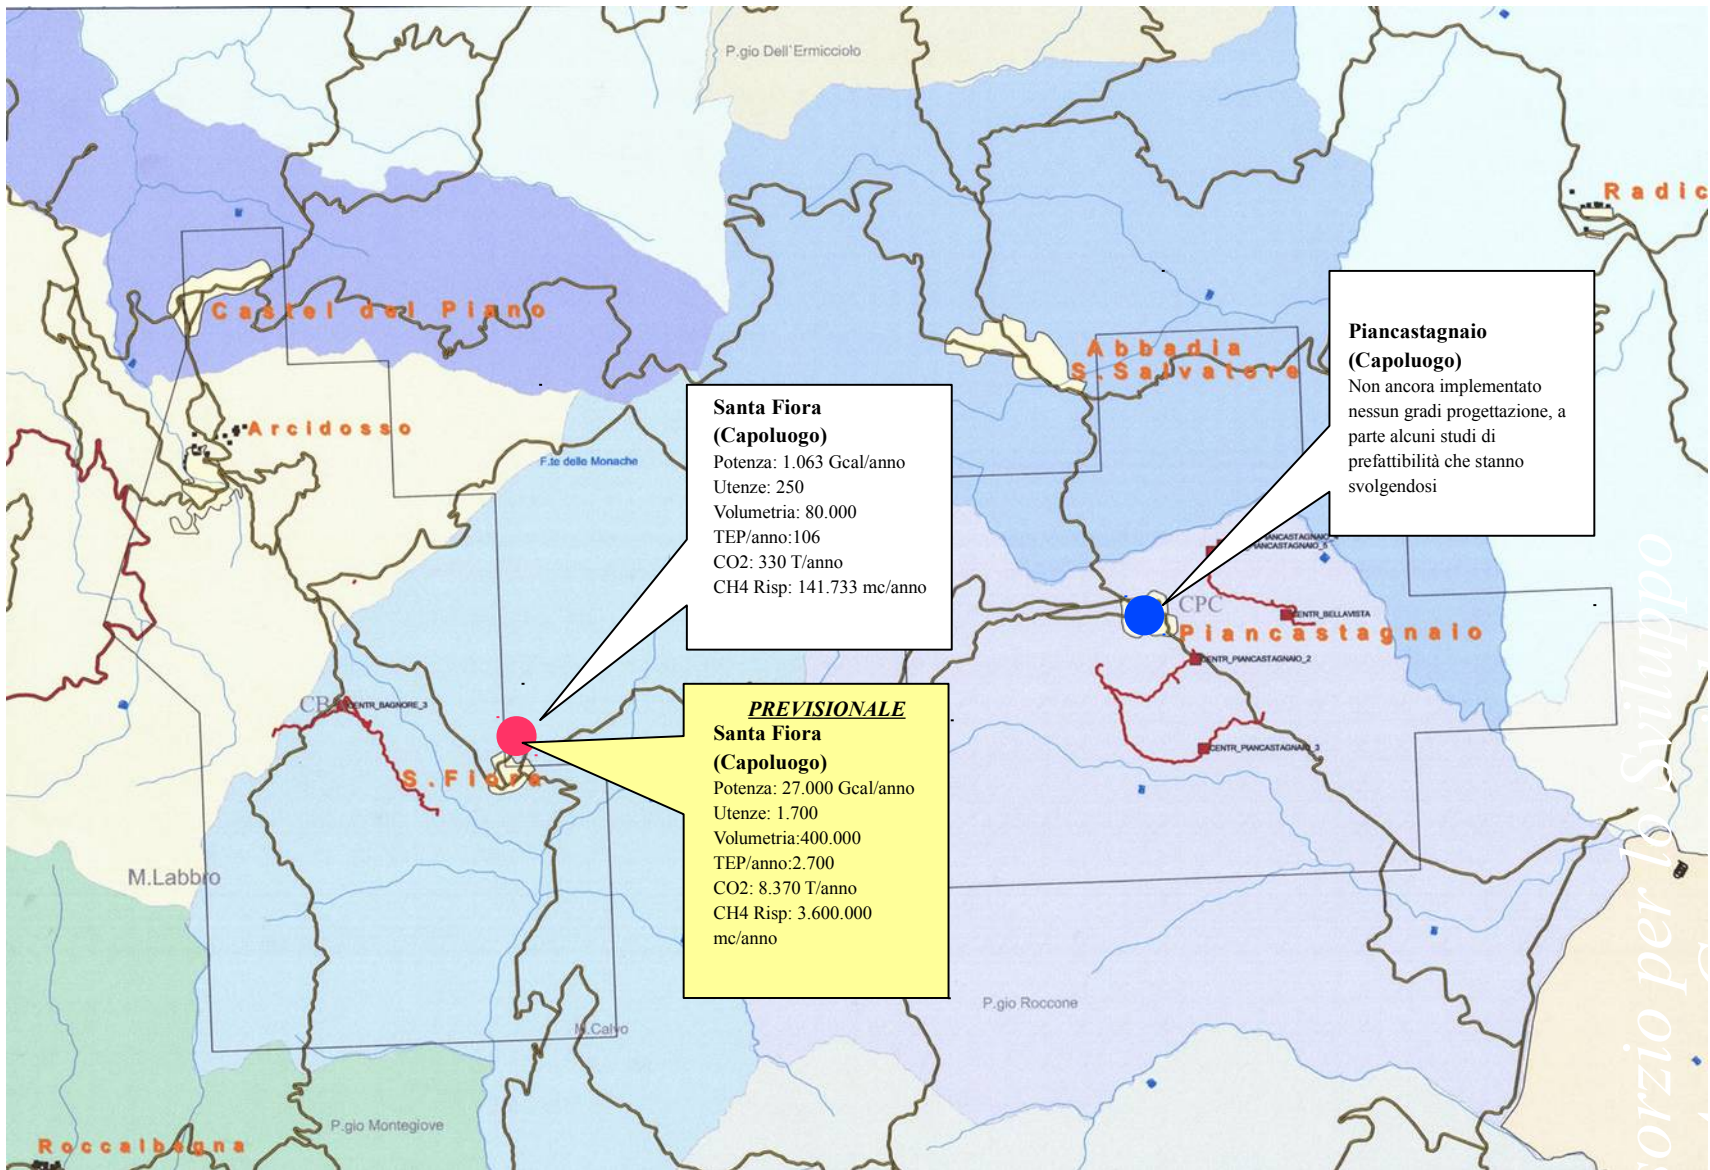 P.gio Dell'Ermicciolo
Castel del Piano
Abbadia
S.Salvatore
Arcidosso
F.te delle Monache
Santa Fiora
(Capoluogo)
Potenza: 1.063 Gcal/anno
Utenze: 250
Volumetria: 80.000
TEP/anno:106
CO2: 330 T/anno
CH4 Risp: 141.733 mc/anno
Piancastagnaio
(Capoluogo)
Non ancora implementato
nessun gradi progettazione, a
parte alcuni studi di
prefattibilità che stanno
svolgendosi
PIANCASTAGNAIO_5
CPC
CENTR_BELLAVISTA
Piancastagnaio
CENTR_PIANCASTAGNAIO_2
CENTR_PIANCASTAGNAIO_3
CENTR_BAGNORE_3
S.Fiora
PREVISIONALE
Santa Fiora
(Capoluogo)
Potenza: 27.000 Gcal/anno
Utenze: 1.700
Volumetria:400.000
TEP/anno:2.700
CO2: 8.370 T/anno
CH4 Risp: 3.600.000
mc/anno
M.Labbro
P.gio Roccone
M.Calvo
P.gio Montegiove
Roccalbegna
Radic
orzio per lo Sviluppo